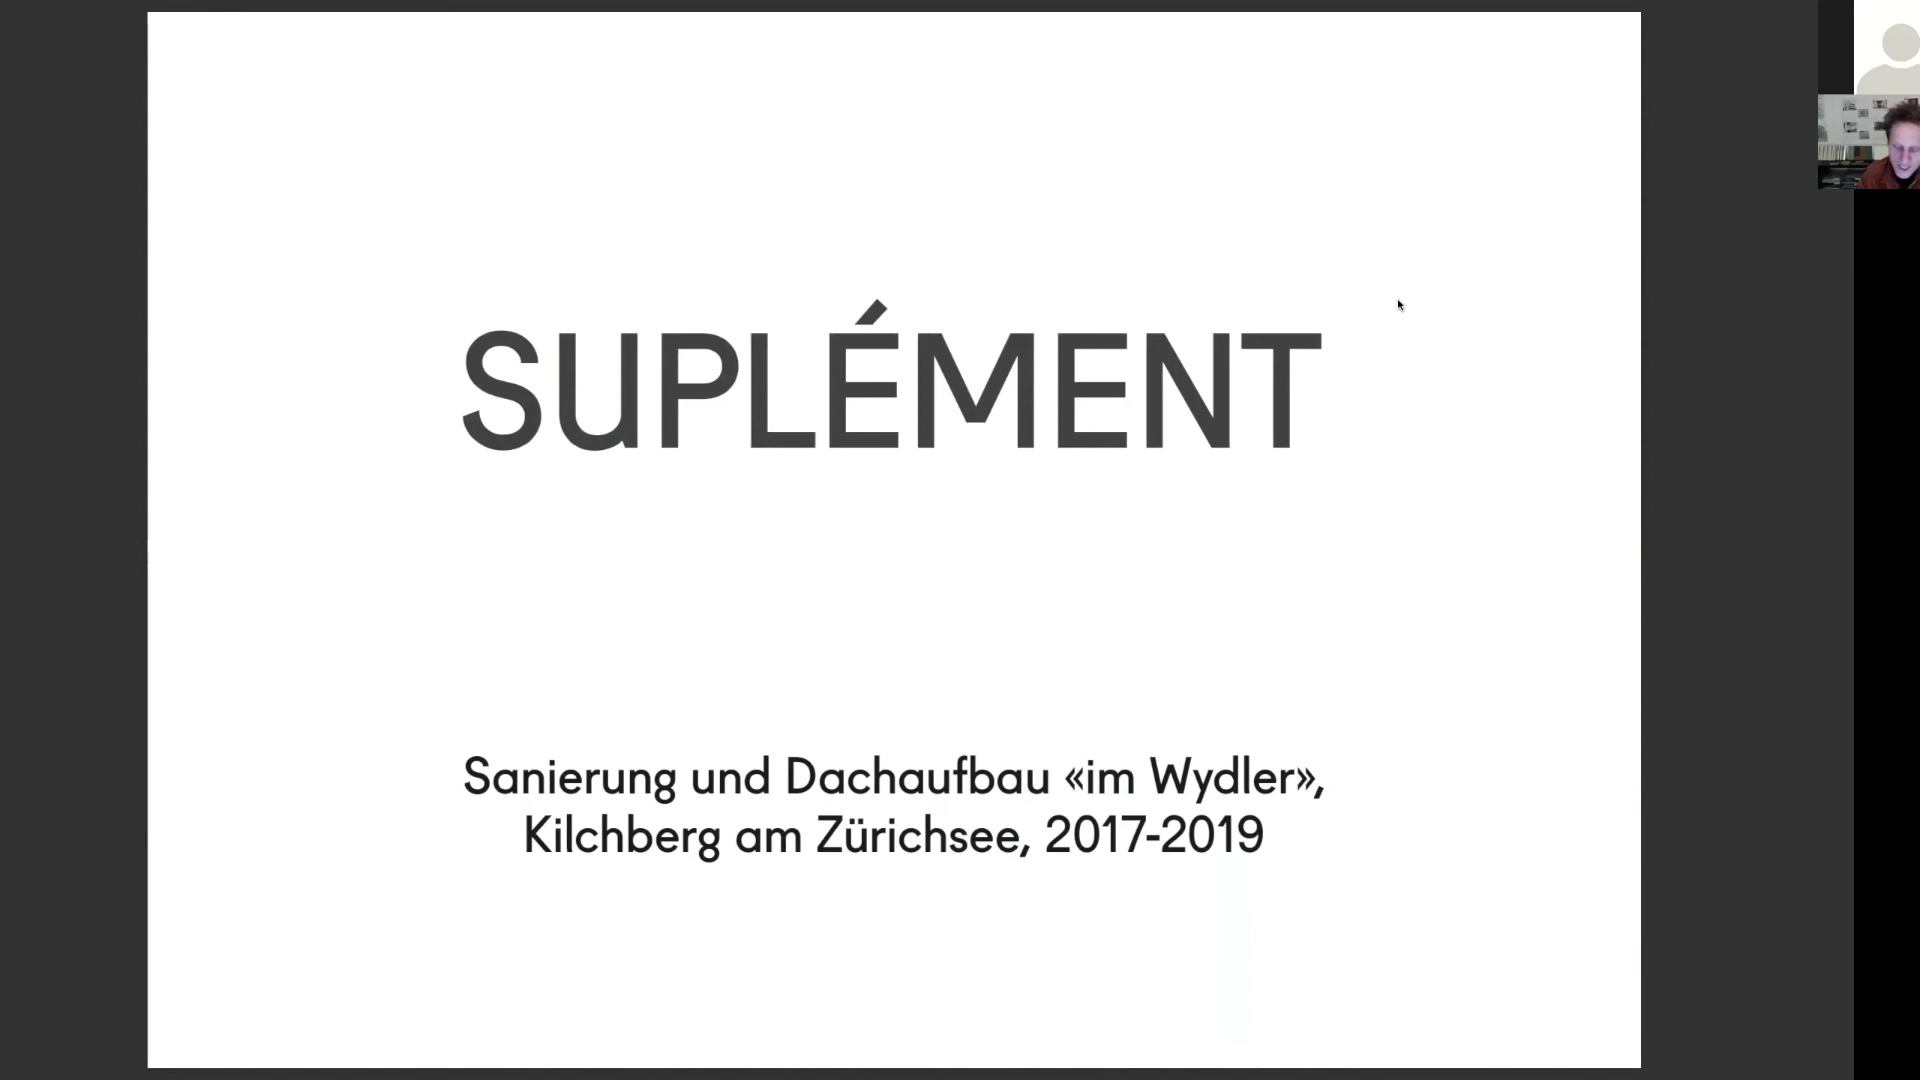 SUPLÉMENT
Sanierung und Dachaufbau «im Wydler»,
Kilchberg am Zürichsee, 2017-2019